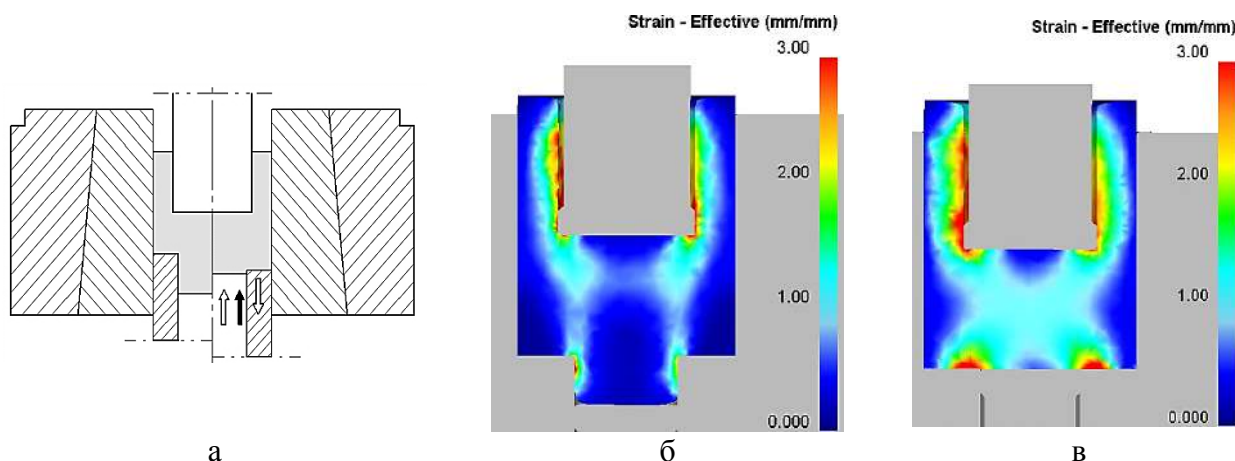 Strain - Effective (mm/mm)
3.00
2.00
1.00
0.000
Strain - Effective (mm/mm)
3.00
2.00
1.00
0.000
а
б
в